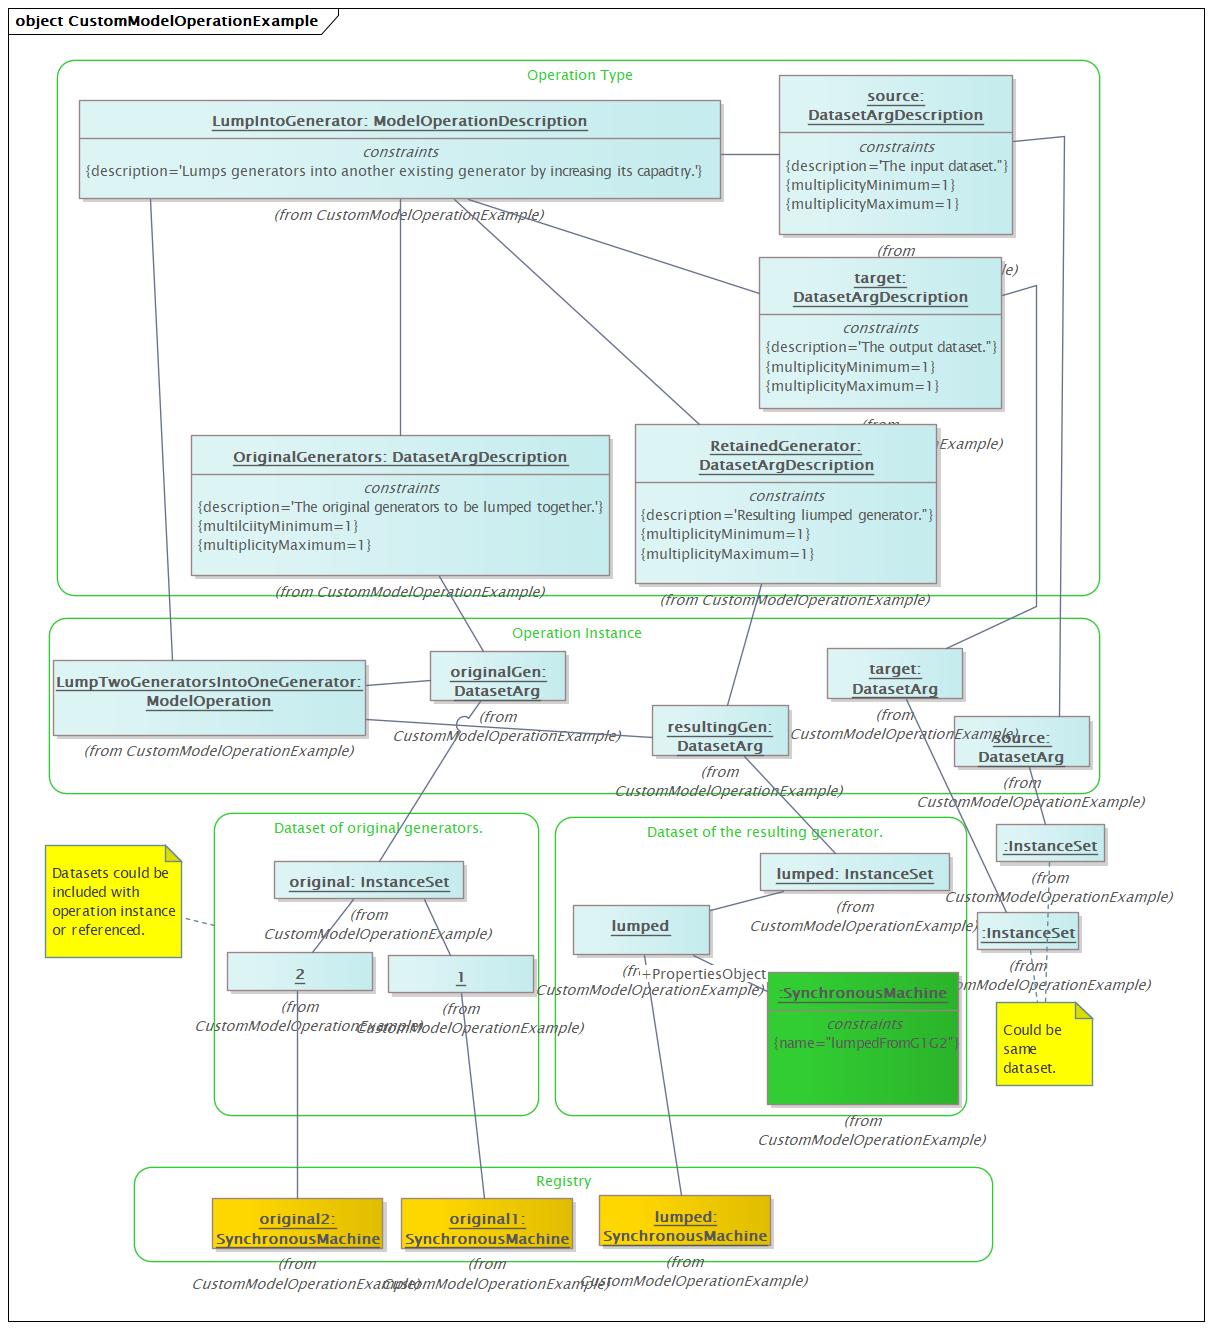 object CustomModelOperationExample
Operation Type
LumpIntoGenerator: ModelOperationDescription
constraints
{description='Lumps generators into another existing generator by increasing its capacitry.'}
(from CustomModelOperationExample)
source:
DatasetArgDescription
constraints
{description='The input dataset."}
{multiplicityMinimum=1}
{multiplicityMaximum=1}
(from
le)
target:
DatasetArgDescription
constraints
{description='The output dataset."}
{multiplicityMinimum=1}
{multiplicityMaximum=1}
(from
nExample)
OriginalGenerators: DatasetArgDescription
constraints
{description='The original generators to be lumped together.'}
{multilciityMinimum=1}
{multiplicityMaximum=1}
(from CustomModelOperationExample)
RetainedGenerator:
DatasetArgDescription
constraints
{description='Resulting liumped generator."}
{multiplicityMinimum=1}
{multiplicityMaximum=1}
(from CustomModelOperationExample)
Operation Instance
LumpTwoGeneratorsIntoOneGenerator:
ModelOperation
(from CustomModelOperationExample)
originalGen:
DatasetArg
(from
CustomModelOperationExample)
resultingGen:
DatasetArg
(from
CustomModelOperationExample)
target:
DatasetArg
(from
CustomModelOperationExample)
source:
DatasetArg
(from
CustomModelOperationExample)
Dataset of original generators.
original: InstanceSet
(from
CustomModelOperationExample)
2
(from
CustomModelOperationExample)
1
(from
CustomModelOperationExample)
Datasets could be
included with
operation instance
or referenced.
Dataset of the resulting generator.
lumped: InstanceSet
(from
CustomModelOperationExample)
lumped
(from
CustomModelOperationExample)
+PropertiesObject
:SynchronousMachine
constraints
{name="lumpedFromG1G2"}
(from
CustomModelOperationExample)
:InstanceSet
(from
CustomModelOperationExample)
:InstanceSet
(from
omModelOperationExample)
Could be
same
dataset.
Registry
original2:
SynchronousMachine
(from
CustomModelOperationExample)
original1:
SynchronousMachine
(from
CustomModelOperationExample)
lumped:
SynchronousMachine
(from
CustomModelOperationExample)